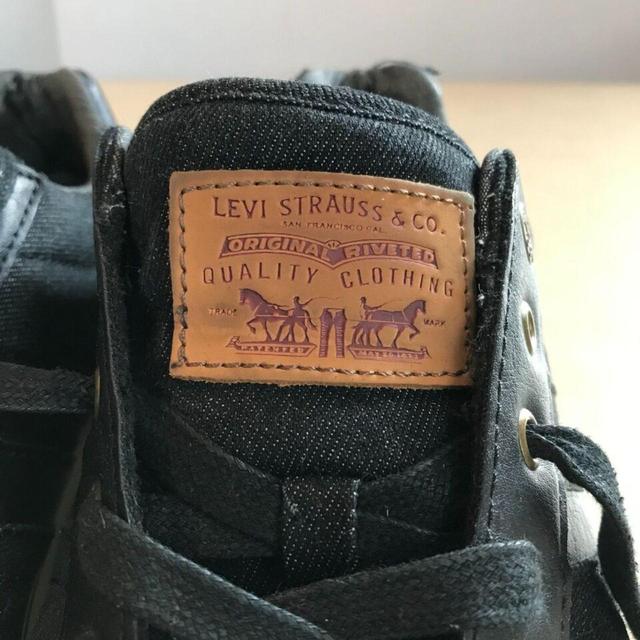 LEVI STRAUSS & CO.
SAN FRANCISCO CAL.
ORIGINAL RIVETED
QUALITY CLOTHING
TRADE MARK
PATENTED